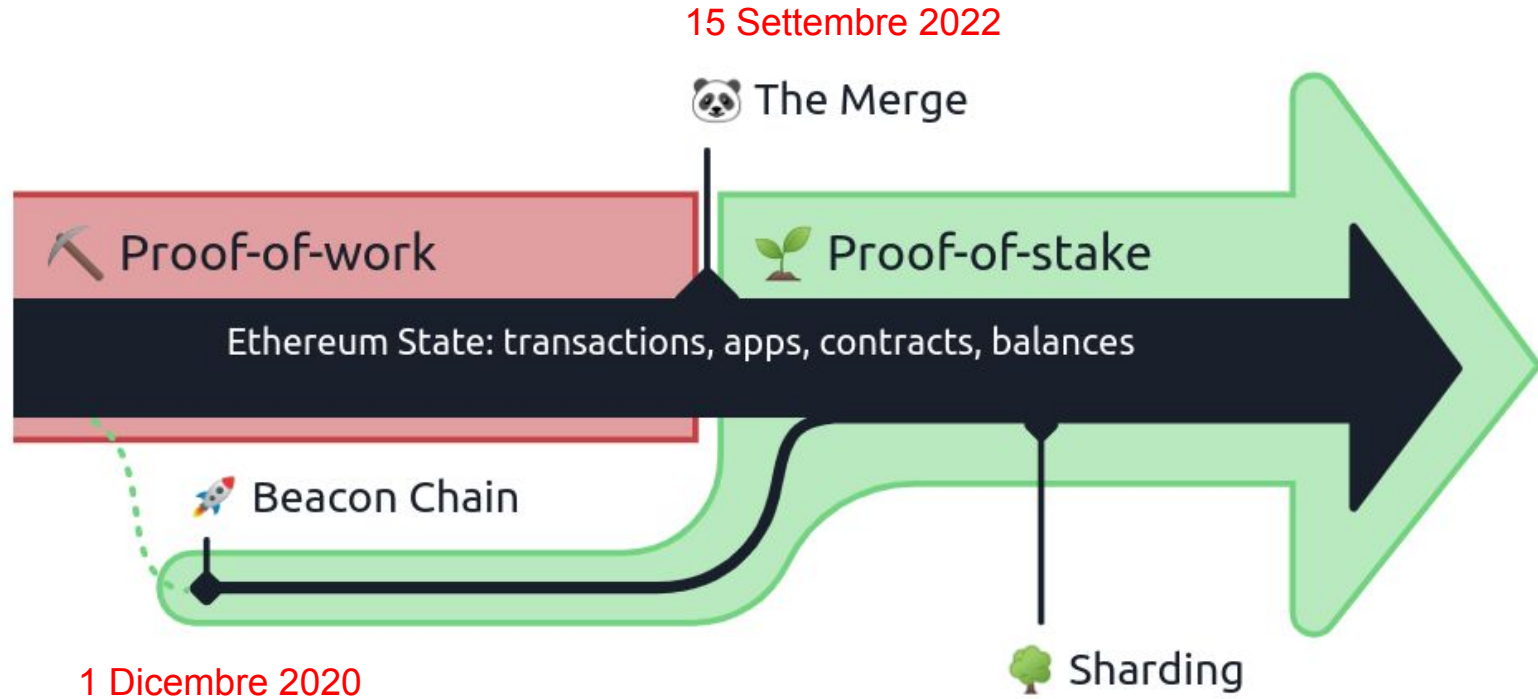 15 Settembre 2022
🐼 The Merge
⛏ Proof-of-work
🌱 Proof-of-stake
Ethereum State: transactions, apps, contracts, balances
🚀 Beacon Chain
1 Dicembre 2020
🌳 Sharding